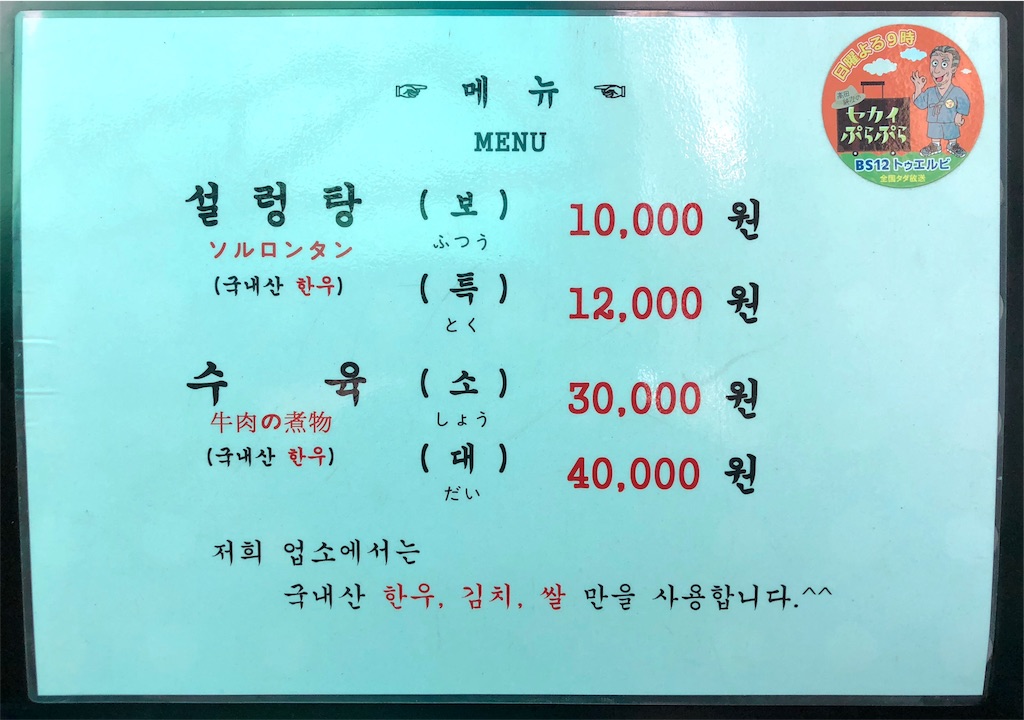 ☞ 메 뉴 ☜
MENU
설 렁 탕 ( 보 ) 10,000 원
ソルロンタン ふつう
(국내산 한우)
( 특 ) 12,000 원
とく
수 육 ( 소 ) 30,000 원
牛肉の煮物 しょう
(국내산 한우)
( 대 ) 40,000 원
だい
저희 업소에서는
국내산 한우, 김치, 쌀 만을 사용합니다.^^
日曜よる9時
セカイ
ぷらぷら
BS12 トゥエルビ
全国タダ放送